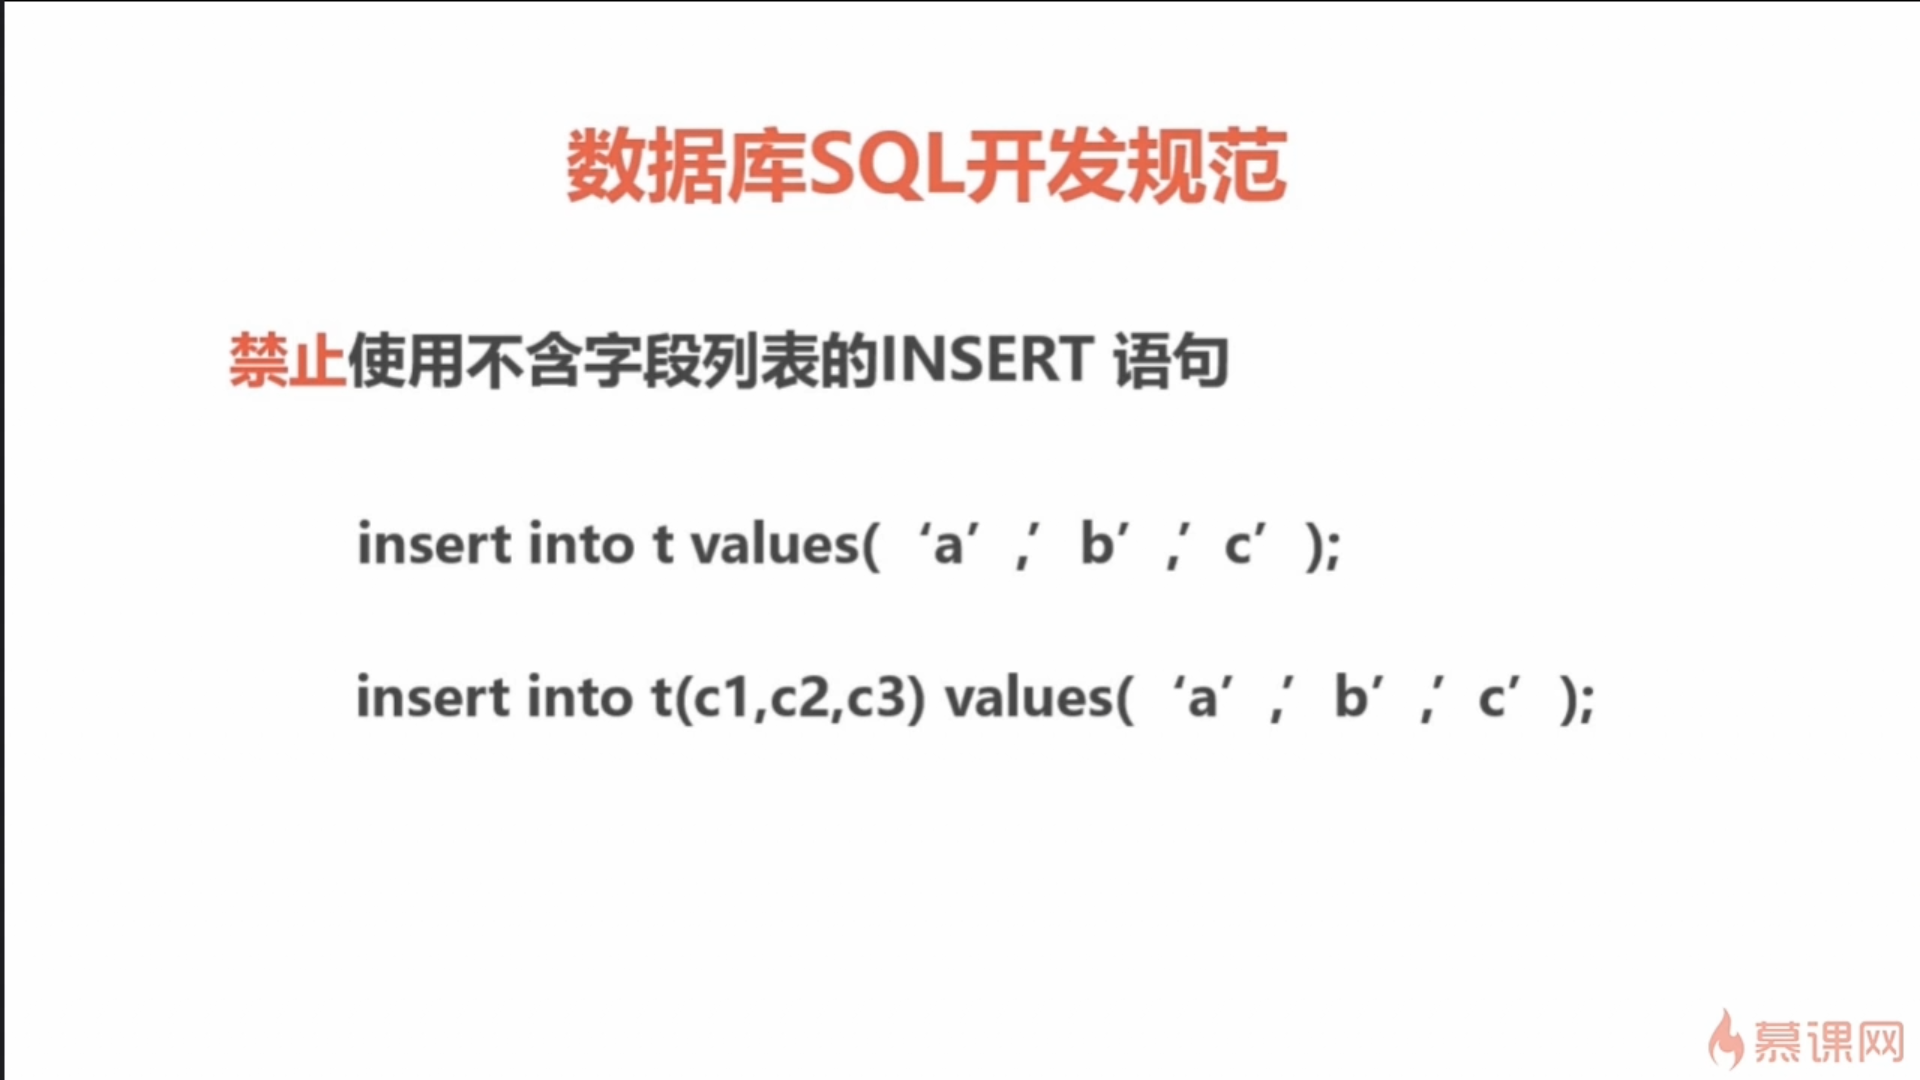 数据库SQL开发规范
禁止使用不含字段列表的INSERT 语句
insert into t values( ‘a’ ,’ b’ ,’ c’ );
insert into t(c1,c2,c3) values( ‘a’ ,’ b’ ,’ c’ );
慕课网